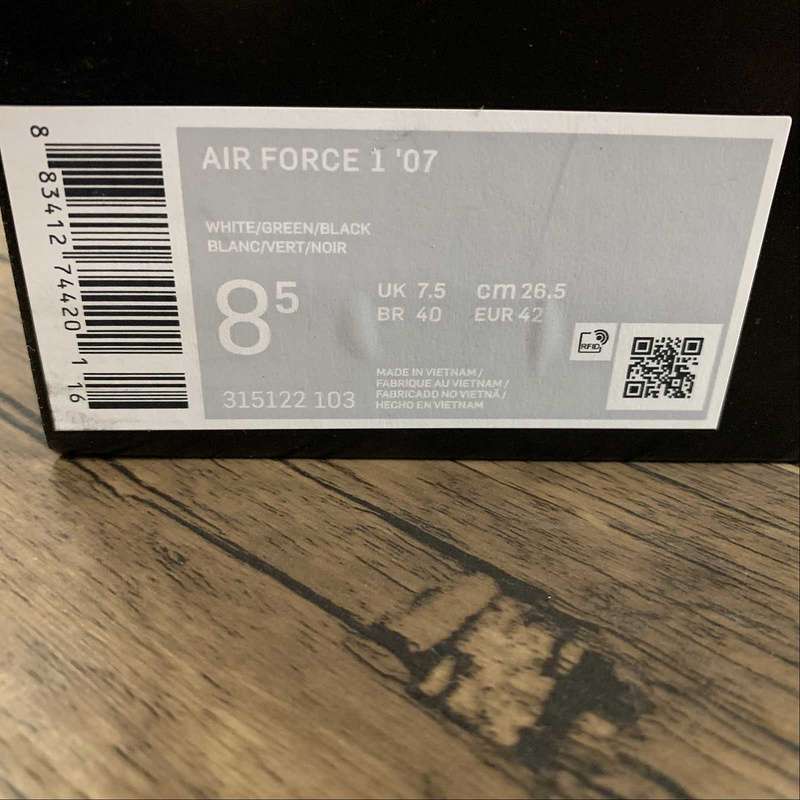 AIR FORCE 1 '07
WHITE/GREEN/BLACK
BLANC/VERT/NOIR
8 5
UK 7.5 cm 26.5
BR 40 EUR 42
RFID
MADE IN VIETNAM /
FABRIQUE AU VIETNAM /
FABRICADO NO VIETNÃ /
HECHO EN VIETNAM
315122 103
8 83412 74420 1 16